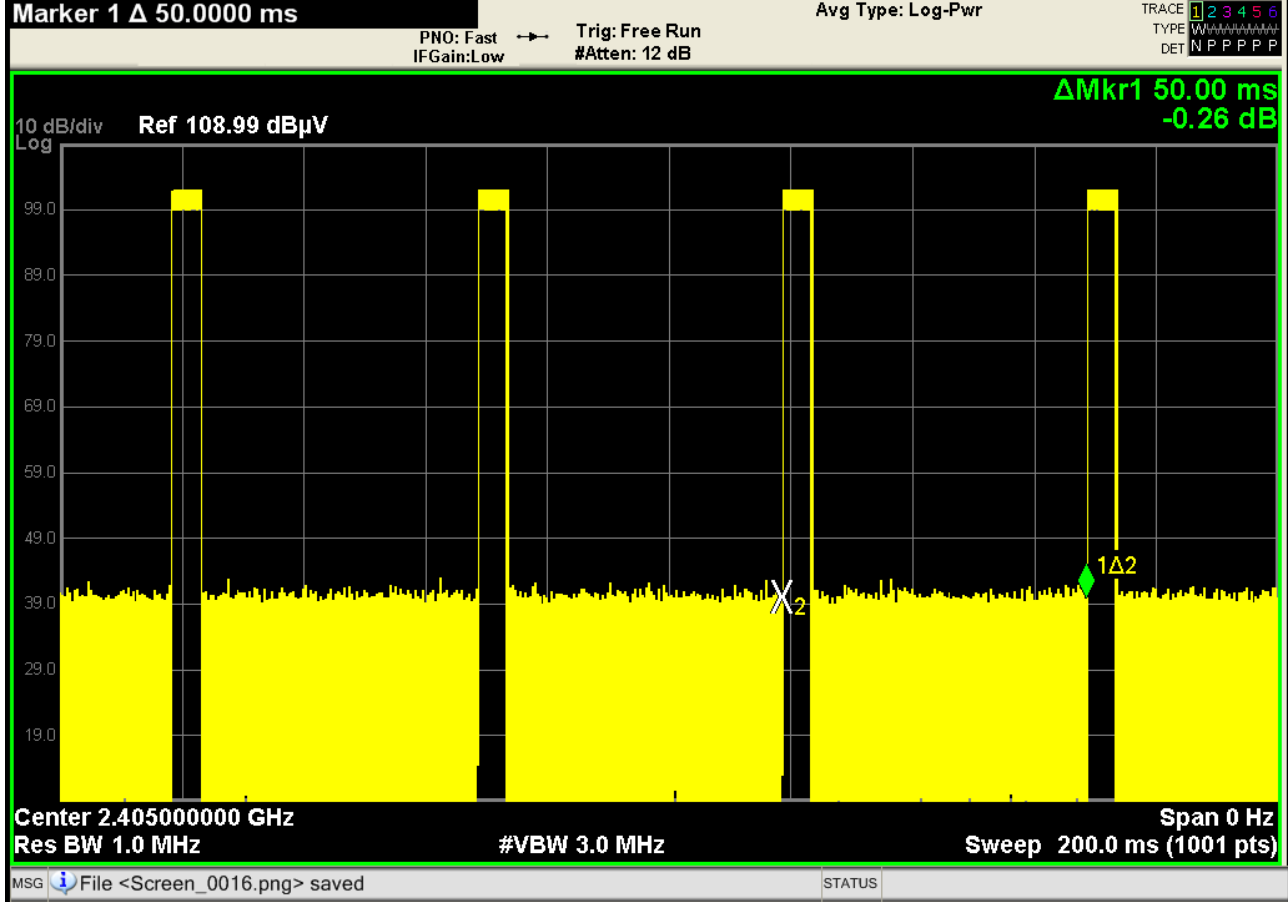 Marker 1 Δ 50.0000 ms
PNO: Fast
IFGain:Low
Trig: Free Run
#Atten: 12 dB
Avg Type: Log-Pwr
TRACE 1 2 3 4 5 6
TYPE WWWWWWW
DET N P P P P P
ΔMkr1 50.00 ms
-0.26 dB
10 dB/div Ref 108.99 dBµV
Log
99.0
89.0
79.0
69.0
59.0
49.0
39.0
29.0
19.0
1Δ2
2
Center 2.405000000 GHz Span 0 Hz
Res BW 1.0 MHz #VBW 3.0 MHz Sweep 200.0 ms (1001 pts)
MSG File <Screen_0016.png> saved STATUS